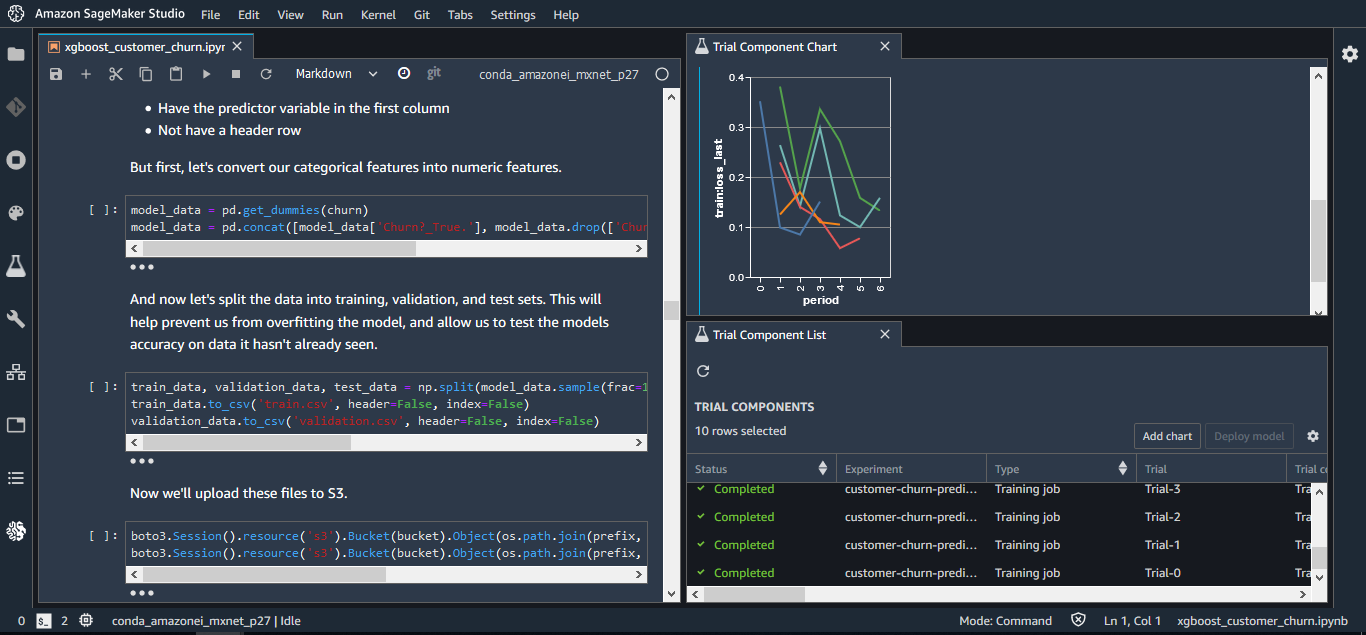 Amazon SageMaker Studio File Edit View Run Kernel Git Tabs Settings Help
xgboost_customer_churn.ipyr
Markdown git conda_amazonei_mxnet_p27
Have the predictor variable in the first column
Not have a header row
But first, let's convert our categorical features into numeric features.
[ ]: model_data = pd.get_dummies(churn)
model_data = pd.concat([model_data['Churn?_True.'], model_data.drop(['Chur
And now let's split the data into training, validation, and test sets. This will
help prevent us from overfitting the model, and allow us to test the models
accuracy on data it hasn't already seen.
[ ]: train_data, validation_data, test_data = np.split(model_data.sample(frac=1
train_data.to_csv('train.csv', header=False, index=False)
validation_data.to_csv('validation.csv', header=False, index=False)
Now we'll upload these files to S3.
[ ]: boto3.Session().resource('s3').Bucket(bucket).Object(os.path.join(prefix,
boto3.Session().resource('s3').Bucket(bucket).Object(os.path.join(prefix,
Trial Component Chart
train:loss_last
0.4
0.3
0.2
0.1
0.0
0 1 2 3 4 5 6
period
Trial Component List
TRIAL COMPONENTS
10 rows selected
Add chart Deploy model
Status Experiment Type Trial Trial co
Completed customer-churn-predi... Training job Trial-3 Tra
Completed customer-churn-predi... Training job Trial-2 Tra
Completed customer-churn-predi... Training job Trial-1 Tra
Completed customer-churn-predi... Training job Trial-0 Tra
0 $_ 2 conda_amazonei_mxnet_p27 | Idle Mode: Command Ln 1, Col 1 xgboost_customer_churn.ipynb